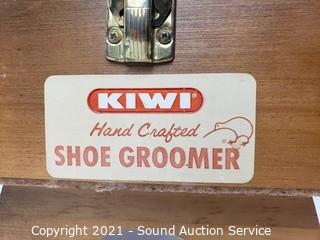 KIWI®
Hand Crafted
SHOE GROOMER
Copyright 2021 - Sound Auction Service